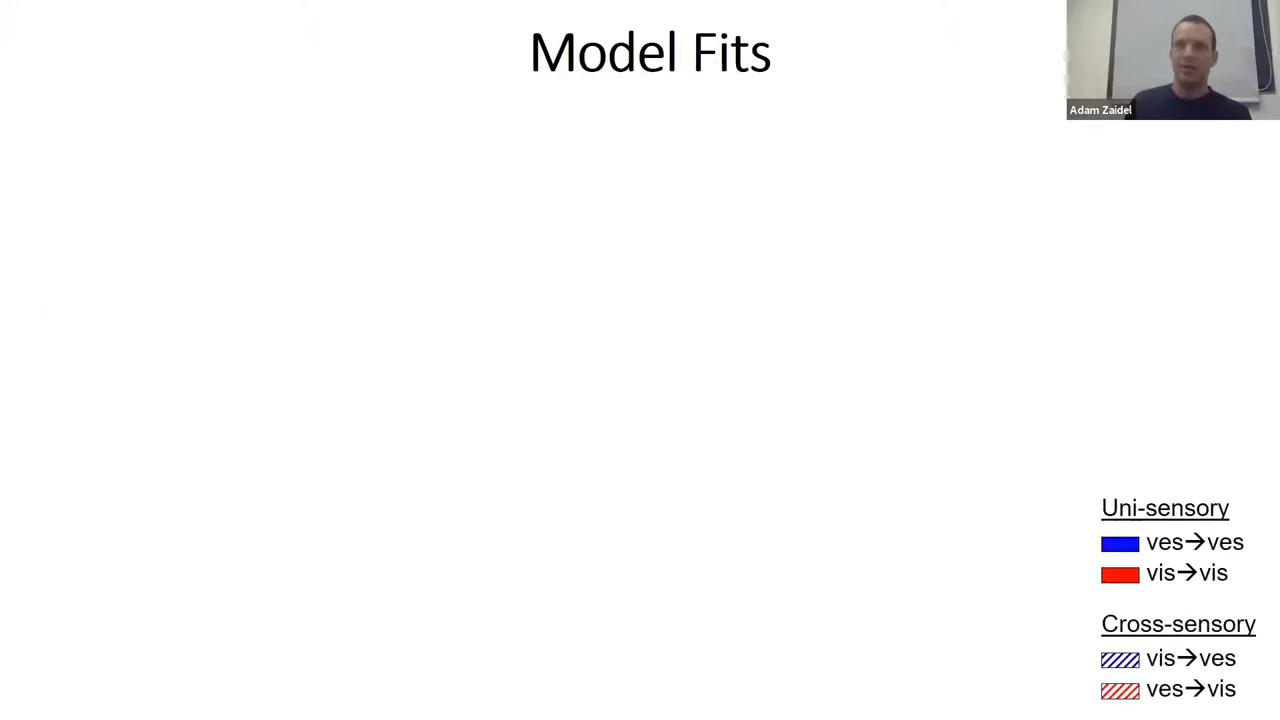 Model Fits
Adam Zaidel
Uni-sensory
ves→ves
vis→vis
Cross-sensory
vis→ves
ves→vis